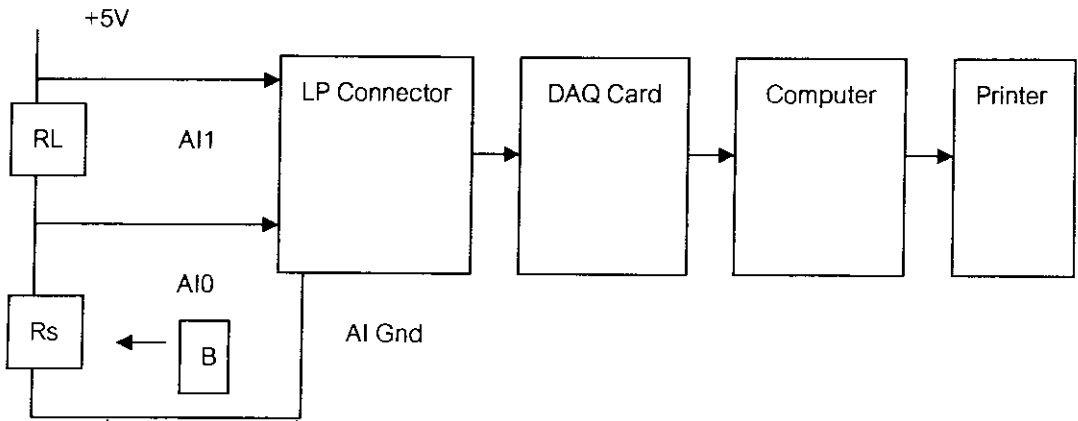 +5V
LP Connector
DAQ Card
Computer
Printer
RL
AI1
AI0
Rs
B
AI Gnd